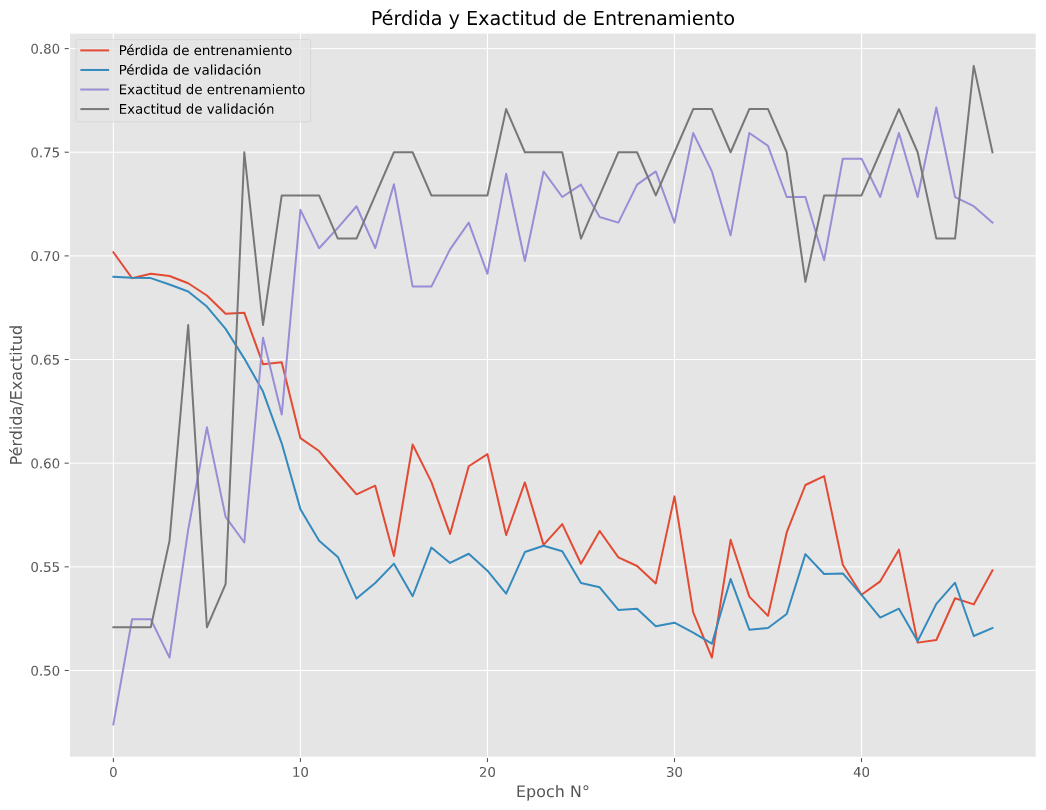 Pérdida y Exactitud de Entrenamiento
Pérdida de entrenamiento
Pérdida de validación
Exactitud de entrenamiento
Exactitud de validación
0.80
0.75
0.70
0.65
0.60
0.55
0.50
Pérdida/Exactitud
0 10 20 30 40
Epoch N°